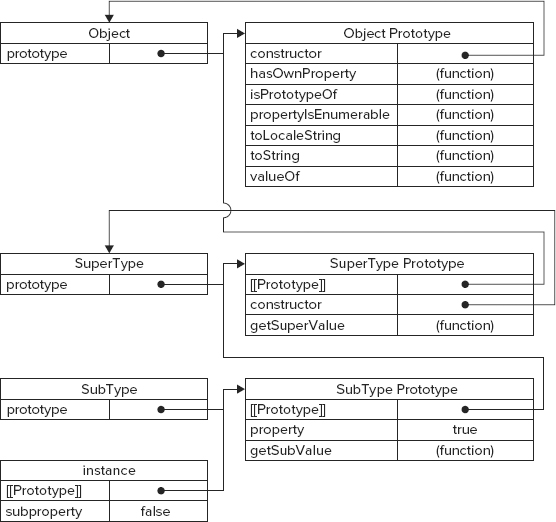 Object
prototype
Object Prototype
constructor
hasOwnProperty (function)
isPrototypeOf (function)
propertyIsEnumerable (function)
toLocaleString (function)
toString (function)
valueOf (function)
SuperType
prototype
SuperType Prototype
[[Prototype]]
constructor
getSuperValue (function)
SubType
prototype
SubType Prototype
[[Prototype]]
property true
getSubValue (function)
instance
[[Prototype]]
subproperty false